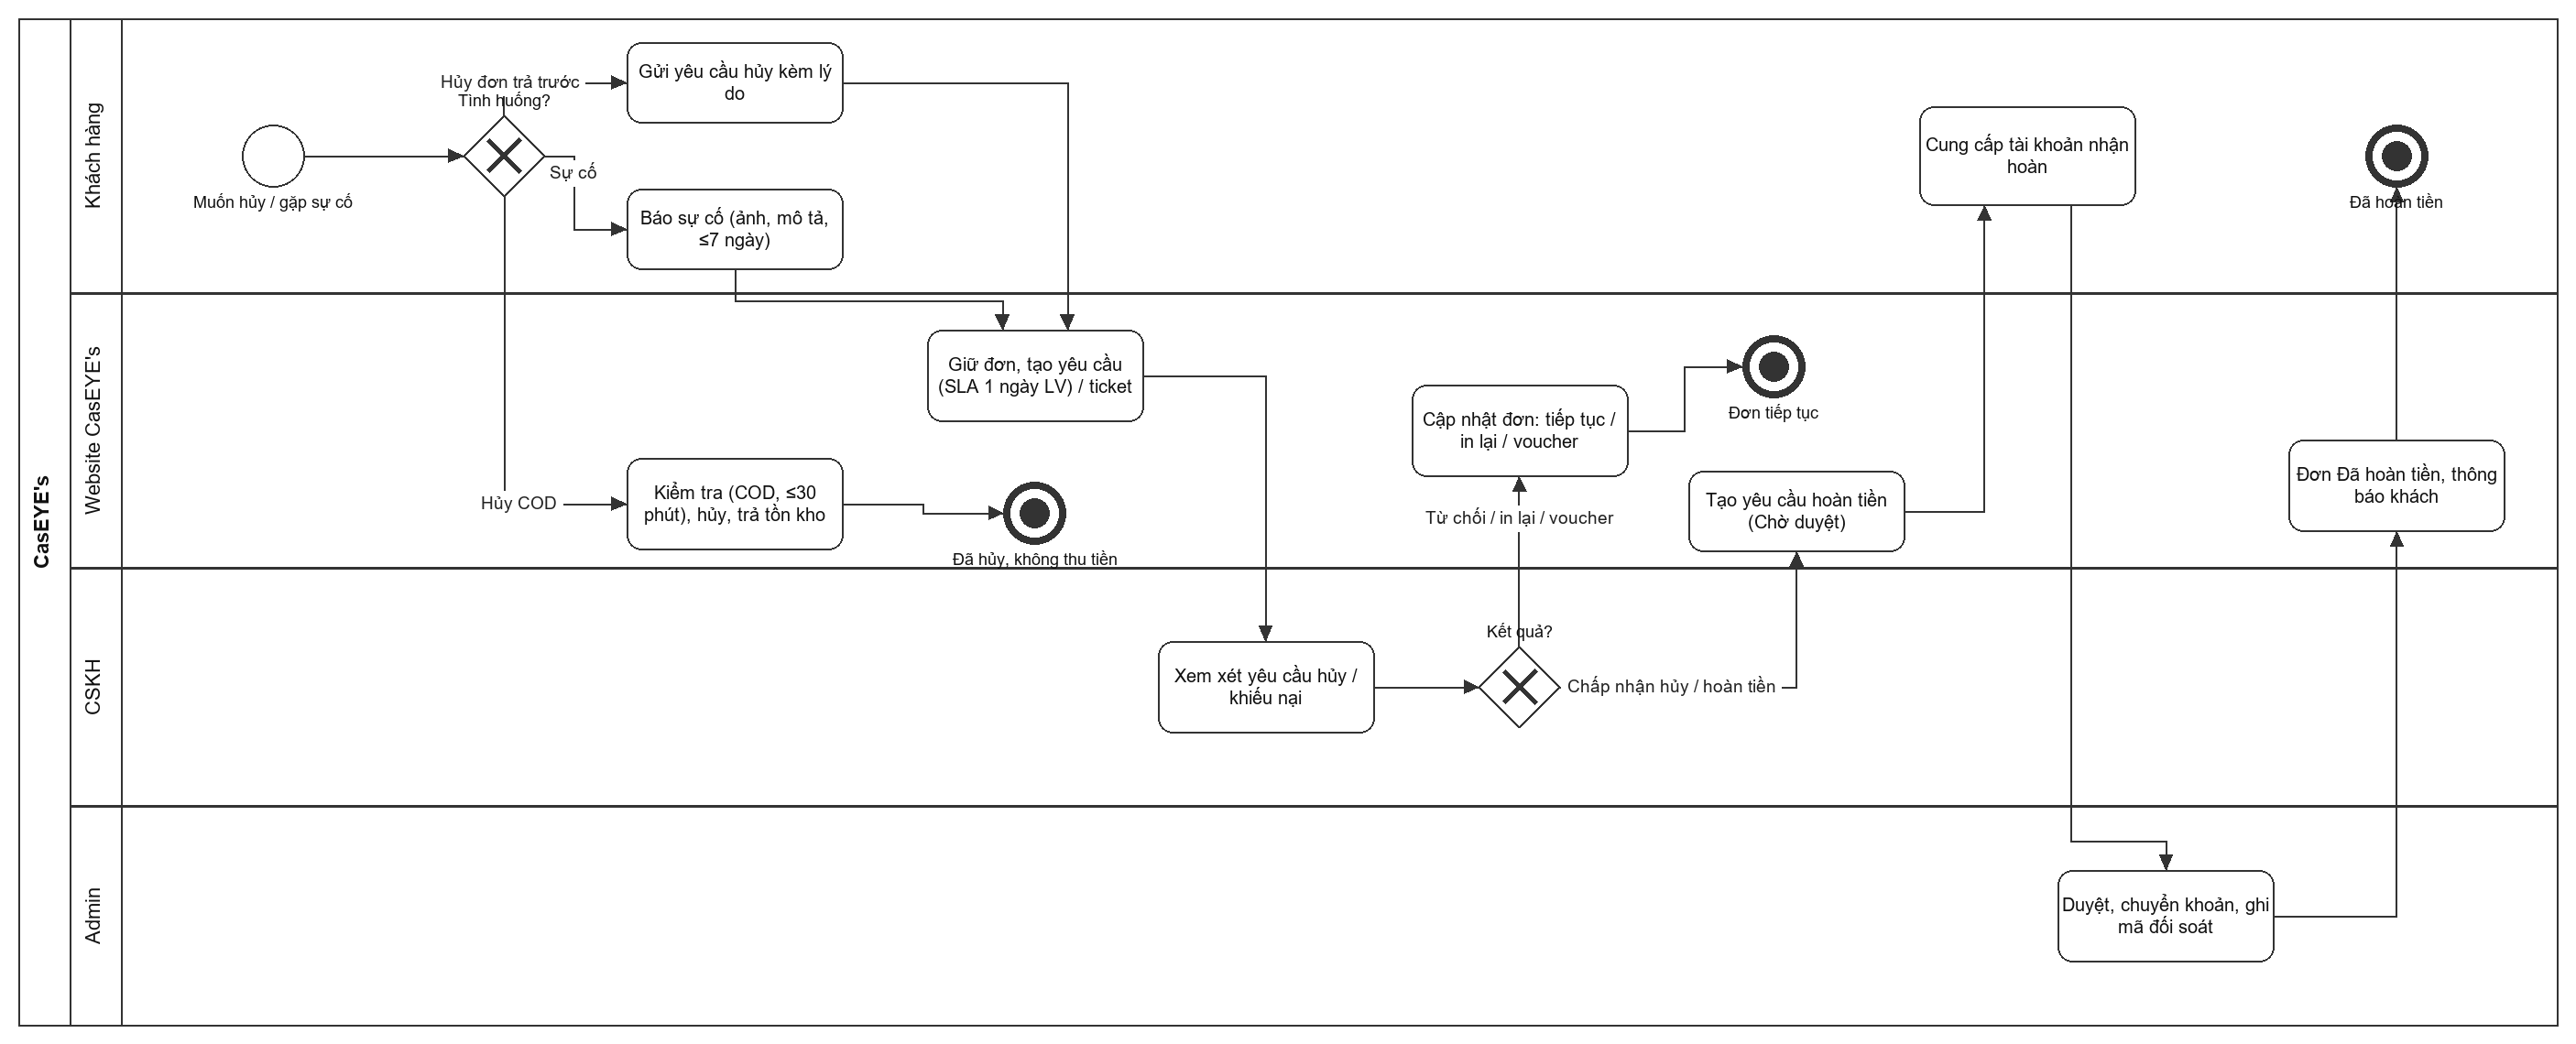 CasEYE's
Khách hàng
Muốn hủy / gặp sự cố
Hủy đơn trả trước
Tình huống?
Sự cố
Gửi yêu cầu hủy kèm lý
do
Báo sự cố (ảnh, mô tả,
≤7 ngày)
Cung cấp tài khoản nhận
hoàn
Đã hoàn tiền
Website CasEYE's
Giữ đơn, tạo yêu cầu
(SLA 1 ngày LV) / ticket
Hủy COD
Kiểm tra (COD, ≤30
phút), hủy, trả tồn kho
Đã hủy, không thu tiền
Cập nhật đơn: tiếp tục /
in lại / voucher
Đơn tiếp tục
Từ chối / in lại / voucher
Tạo yêu cầu hoàn tiền
(Chờ duyệt)
Đơn Đã hoàn tiền, thông
báo khách
CSKH
Xem xét yêu cầu hủy /
khiếu nại
Kết quả?
Chấp nhận hủy / hoàn tiền
Admin
Duyệt, chuyển khoản, ghi
mã đối soát